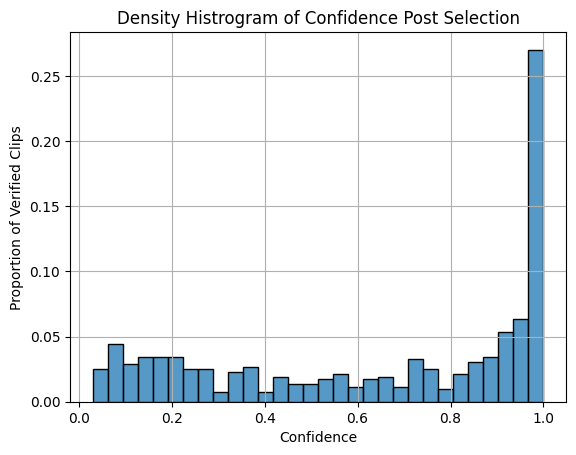 Density Histrogram of Confidence Post Selection
0.25
0.20
0.15
0.10
0.05
0.00
Proportion of Verified Clips
0.0 0.2 0.4 0.6 0.8 1.0
Confidence